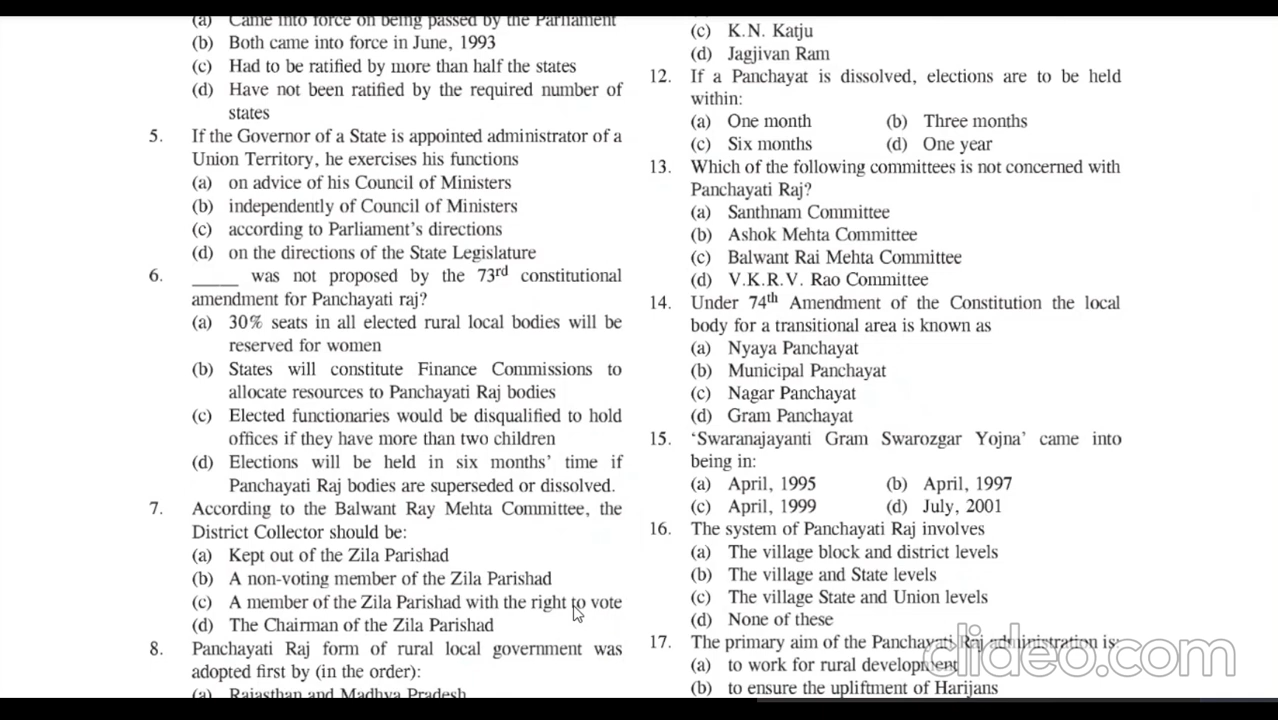 (a) Came into force on being passed by the Parliament
(b) Both came into force in June, 1993
(c) Had to be ratified by more than half the states
(d) Have not been ratified by the required number of
states
5. If the Governor of a State is appointed administrator of a
Union Territory, he exercises his functions
(a) on advice of his Council of Ministers
(b) independently of Council of Ministers
(c) according to Parliament's directions
(d) on the directions of the State Legislature
6. _____ was not proposed by the 73rd constitutional
amendment for Panchayati raj?
(a) 30% seats in all elected rural local bodies will be
reserved for women
(b) States will constitute Finance Commissions to
allocate resources to Panchayati Raj bodies
(c) Elected functionaries would be disqualified to hold
offices if they have more than two children
(d) Elections will be held in six months' time if
Panchayati Raj bodies are superseded or dissolved.
7. According to the Balwant Ray Mehta Committee, the
District Collector should be:
(a) Kept out of the Zila Parishad
(b) A non-voting member of the Zila Parishad
(c) A member of the Zila Parishad with the right to vote
(d) The Chairman of the Zila Parishad
8. Panchayati Raj form of rural local government was
adopted first by (in the order):
(a) Rajasthan and Madhya Pradesh
(c) K.N. Katju
(d) Jagjivan Ram
12. If a Panchayat is dissolved, elections are to be held
within:
(a) One month (b) Three months
(c) Six months (d) One year
13. Which of the following committees is not concerned with
Panchayati Raj?
(a) Santhnam Committee
(b) Ashok Mehta Committee
(c) Balwant Rai Mehta Committee
(d) V.K.R.V. Rao Committee
14. Under 74th Amendment of the Constitution the local
body for a transitional area is known as
(a) Nyaya Panchayat
(b) Municipal Panchayat
(c) Nagar Panchayat
(d) Gram Panchayat
15. 'Swaranajayanti Gram Swarozgar Yojna' came into
being in:
(a) April, 1995 (b) April, 1997
(c) April, 1999 (d) July, 2001
16. The system of Panchayati Raj involves
(a) The village block and district levels
(b) The village and State levels
(c) The village State and Union levels
(d) None of these
17. The primary aim of the Panchayati Raj administration is:
(a) to work for rural development
(b) to ensure the upliftment of Harijans
clideo.com